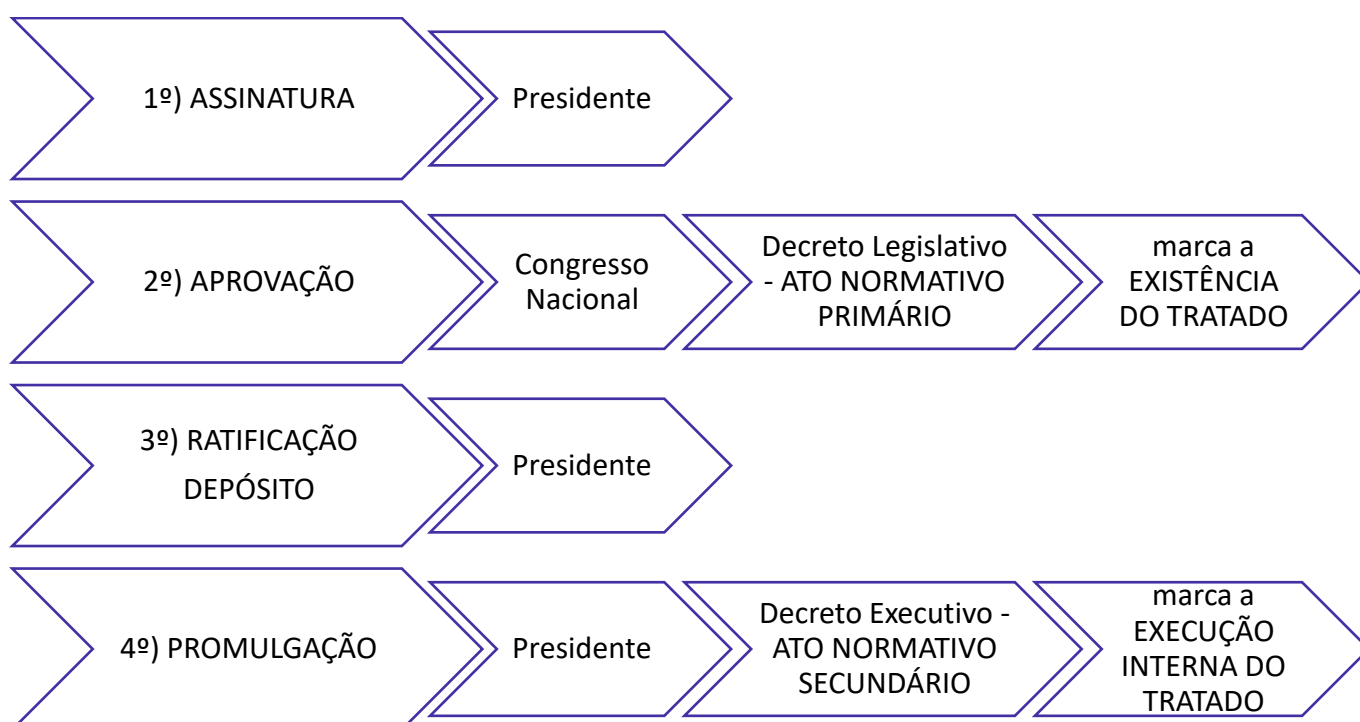 1º) ASSINATURA
Presidente
2º) APROVAÇÃO
Congresso
Nacional
Decreto Legislativo
- ATO NORMATIVO
PRIMÁRIO
marca a
EXISTÊNCIA
DO TRATADO
3º) RATIFICAÇÃO
DEPÓSITO
Presidente
4º) PROMULGAÇÃO
Presidente
Decreto Executivo -
ATO NORMATIVO
SECUNDÁRIO
marca a
EXECUÇÃO
INTERNA DO
TRATADO